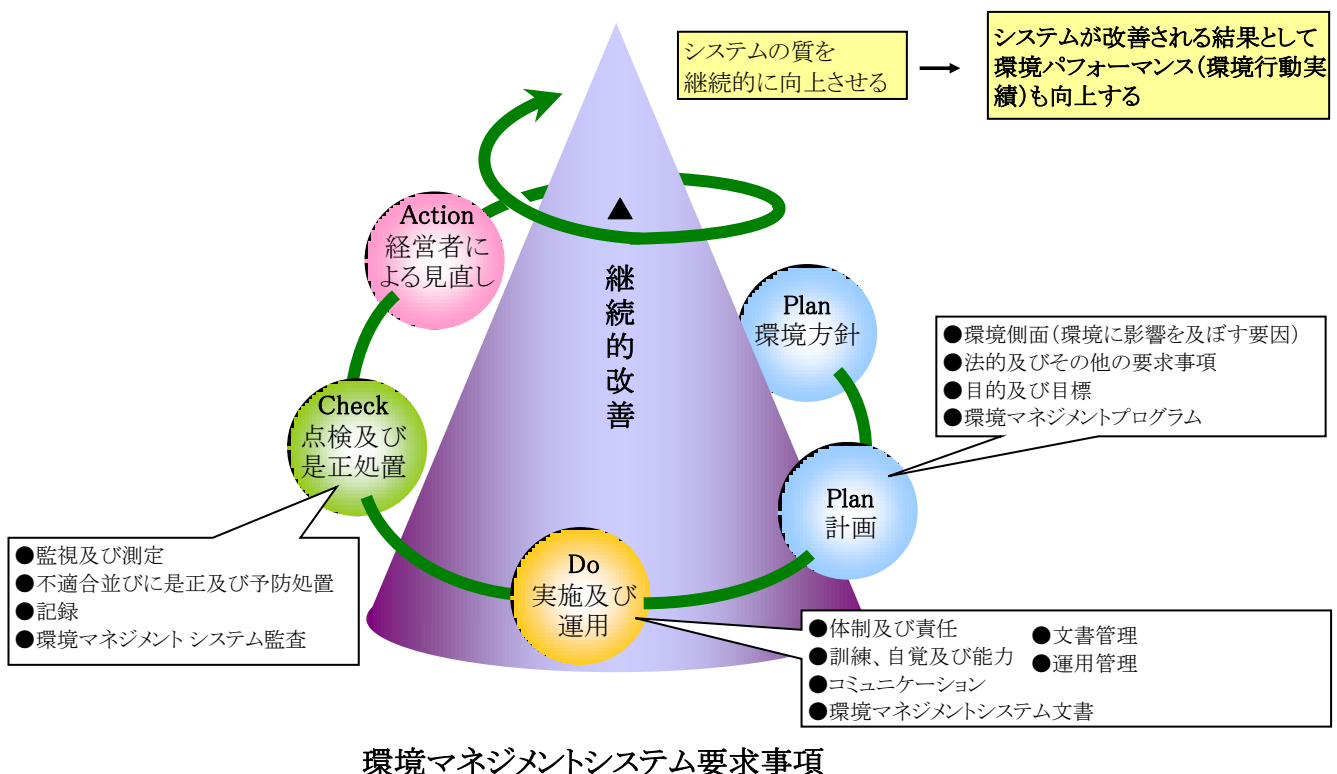 システムの質を
継続的に向上させる
→
システムが改善される結果として
環境パフォーマンス(環境行動実
績)も向上する
▲
継続的改善
Action
経営者に
よる見直し
Plan
環境方針
●環境側面(環境に影響を及ぼす要因)
●法的及びその他の要求事項
●目的及び目標
●環境マネジメントプログラム
Check
点検及び
是正処置
Plan
計画
●監視及び測定
●不適合並びに是正及び予防処置
●記録
●環境マネジメント システム監査
Do
実施及び
運用
●体制及び責任
●訓練、自覚及び能力
●コミュニケーション
●環境マネジメントシステム文書
●文書管理
●運用管理
環境マネジメントシステム要求事項